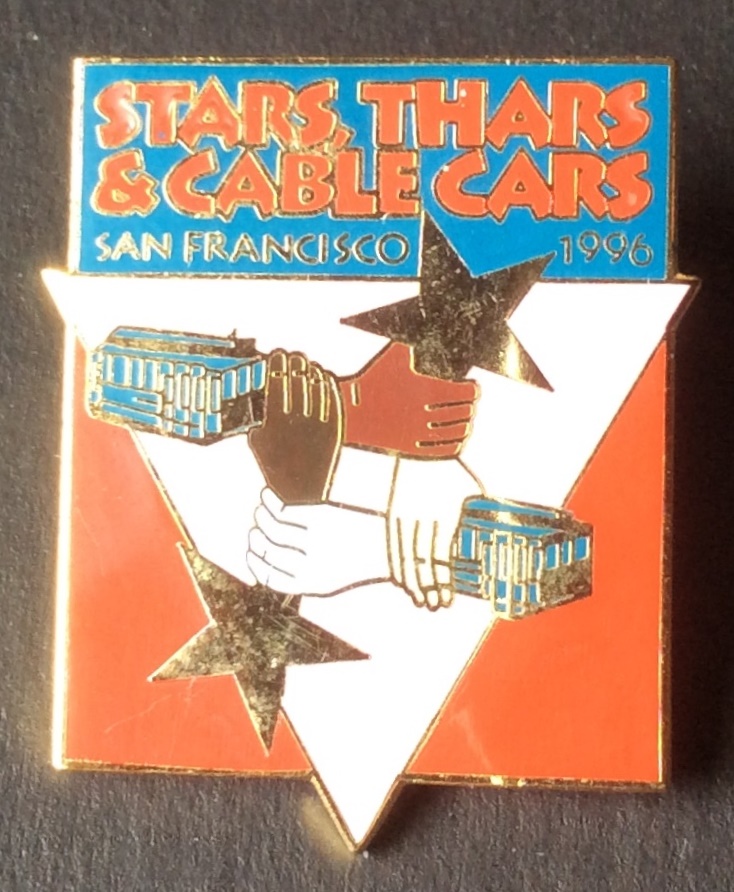 STARS, THARS
& CABLE CARS
SAN FRANCISCO 1996